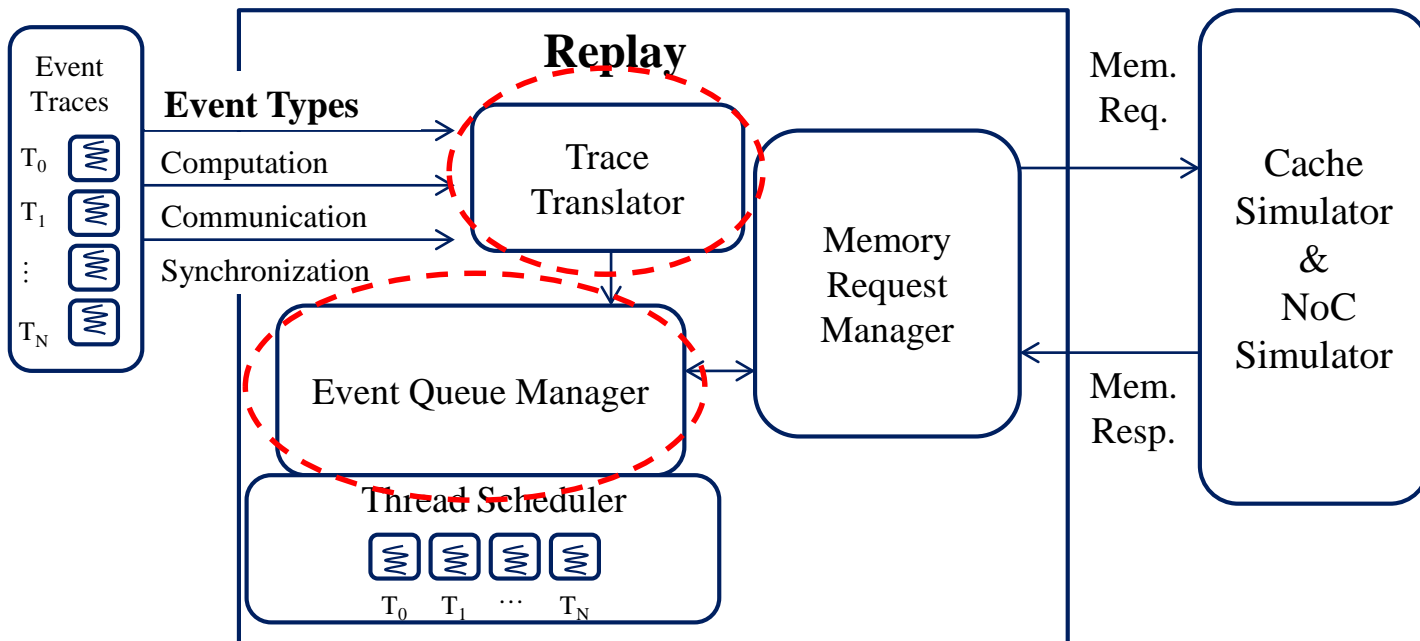 Replay
Event
Traces
T0
T1
⋮
TN
Event Types
Computation
Communication
Synchronization
Trace
Translator
Event Queue Manager
Thread Scheduler
T0 T1 ... TN
Memory
Request
Manager
Mem.
Req.
Mem.
Resp.
Cache
Simulator
&
NoC
Simulator